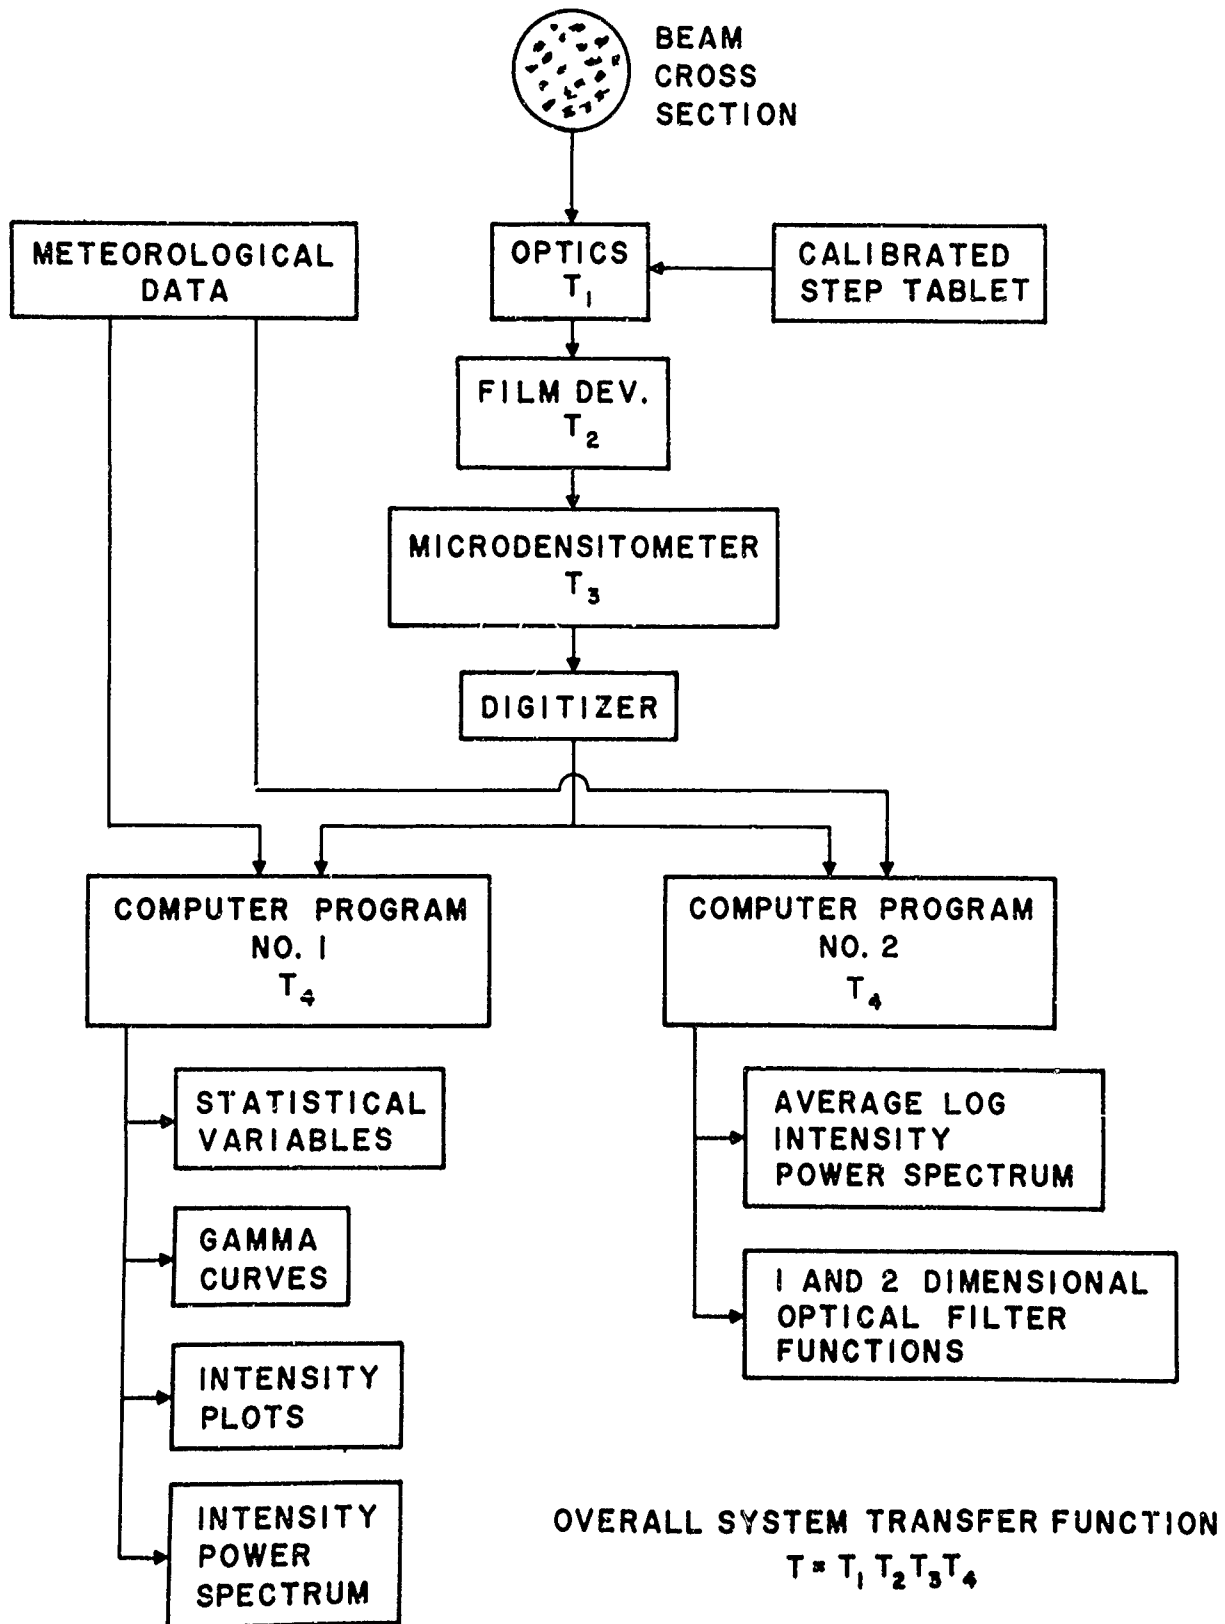 BEAM
CROSS
SECTION
METEOROLOGICAL
DATA
OPTICS
T₁
CALIBRATED
STEP TABLET
FILM DEV.
T₂
MICRODENSITOMETER
T₃
DIGITIZER
COMPUTER PROGRAM
NO. 1
T₄
COMPUTER PROGRAM
NO. 2
T₄
STATISTICAL
VARIABLES
GAMMA
CURVES
INTENSITY
PLOTS
INTENSITY
POWER
SPECTRUM
AVERAGE LOG
INTENSITY
POWER SPECTRUM
1 AND 2 DIMENSIONAL
OPTICAL FILTER
FUNCTIONS
OVERALL SYSTEM TRANSFER FUNCTION
T = T₁ T₂ T₃ T₄